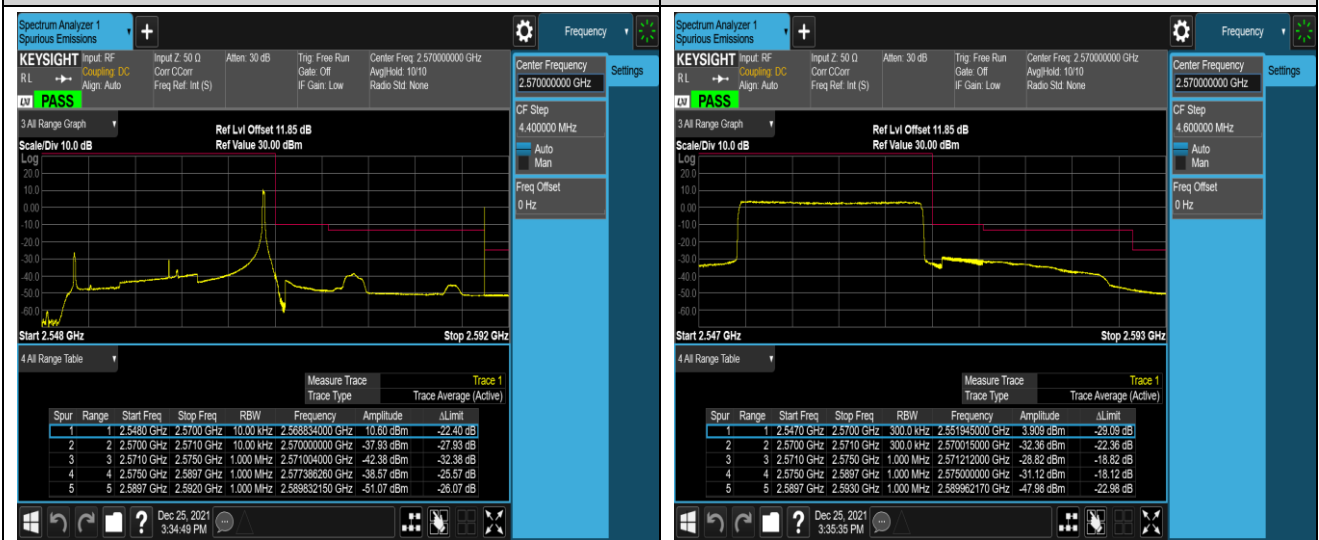 Spectrum Analyzer 1
Spurious Emissions
+
Frequency
KEYSIGHT
Input: RF
Coupling: DC
Align: Auto
Input Z: 50 Ω
Corr CCorr
Freq Ref: Int (S)
Atten: 30 dB
Trig: Free Run
Gate: Off
IF Gain: Low
Center Freq: 2.570000000 GHz
Avg|Hold: 10/10
Radio Std: None
RL
LXI PASS
Center Frequency
2.570000000 GHz
Settings
CF Step
4.400000 MHz
Auto
Man
Freq Offset
0 Hz
3 All Range Graph
Ref Lvl Offset 11.85 dB
Scale/Div 10.0 dB
Ref Value 30.00 dBm
Log
20.0
10.0
0.00
-10.0
-20.0
-30.0
-40.0
-50.0
-60.0
Start 2.548 GHz
Stop 2.592 GHz
4 All Range Table
Measure Trace Trace 1
Trace Type Trace Average (Active)
Spur Range Start Freq Stop Freq RBW Frequency Amplitude ΔLimit
1 1 2.5480 GHz 2.5700 GHz 10.00 kHz 2.568834000 GHz 10.60 dBm -22.40 dB
2 2 2.5700 GHz 2.5710 GHz 10.00 kHz 2.570000000 GHz -37.93 dBm -27.93 dB
3 3 2.5710 GHz 2.5750 GHz 1.000 MHz 2.571004000 GHz -42.38 dBm -32.38 dB
4 4 2.5750 GHz 2.5897 GHz 1.000 MHz 2.577386260 GHz -38.57 dBm -25.57 dB
5 5 2.5897 GHz 2.5920 GHz 1.000 MHz 2.589832150 GHz -51.07 dBm -26.07 dB
?
Dec 25, 2021
3:34:49 PM
Spectrum Analyzer 1
Spurious Emissions
+
Frequency
KEYSIGHT
Input: RF
Coupling: DC
Align: Auto
Input Z: 50 Ω
Corr CCorr
Freq Ref: Int (S)
Atten: 30 dB
Trig: Free Run
Gate: Off
IF Gain: Low
Center Freq: 2.570000000 GHz
Avg|Hold: 10/10
Radio Std: None
RL
LXI PASS
Center Frequency
2.570000000 GHz
Settings
CF Step
4.600000 MHz
Auto
Man
Freq Offset
0 Hz
3 All Range Graph
Ref Lvl Offset 11.85 dB
Scale/Div 10.0 dB
Ref Value 30.00 dBm
Log
20.0
10.0
0.00
-10.0
-20.0
-30.0
-40.0
-50.0
-60.0
Start 2.547 GHz
Stop 2.593 GHz
4 All Range Table
Measure Trace Trace 1
Trace Type Trace Average (Active)
Spur Range Start Freq Stop Freq RBW Frequency Amplitude ΔLimit
1 1 2.5470 GHz 2.5700 GHz 300.0 kHz 2.551945000 GHz 3.909 dBm -29.09 dB
2 2 2.5700 GHz 2.5710 GHz 300.0 kHz 2.570015000 GHz -32.36 dBm -22.36 dB
3 3 2.5710 GHz 2.5750 GHz 1.000 MHz 2.571212000 GHz -28.82 dBm -18.82 dB
4 4 2.5750 GHz 2.5897 GHz 1.000 MHz 2.575000000 GHz -31.12 dBm -18.12 dB
5 5 2.5897 GHz 2.5930 GHz 1.000 MHz 2.589962170 GHz -47.98 dBm -22.98 dB
?
Dec 25, 2021
3:35:35 PM